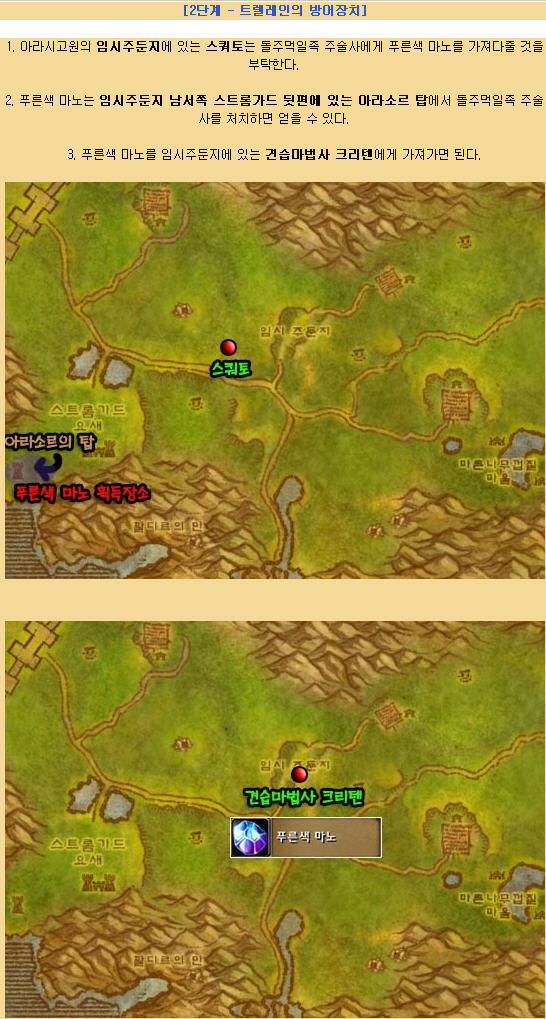 [2단계 - 트렐레인의 방어장치]
1. 아라시고원의 임시주둔지에 있는 스쿼토는 돌주먹일족 주술사에게 푸른색 마노를 가져다줄 것을
부탁한다.
2. 푸른색 마노는 임시주둔지 남서쪽 스트롬가드 뒷편에 있는 아라소르 탑에서 돌주먹일족 주술
사를 처치하면 얻을 수 있다.
3. 푸른색 마노를 임시주둔지에 있는 견습마법사 크리텐에게 가져가면 된다.
임시 주둔지
스쿼토
스트롬가드
요새
아라소르의 탑
마른나무껍질
마을
푸른색 마노 획득장소
팔디르의 만
임시 주둔지
견습마법사 크리텐
푸른색 마노
스트롬가드
요새
마른나무껍질
마을
팔디르의 만